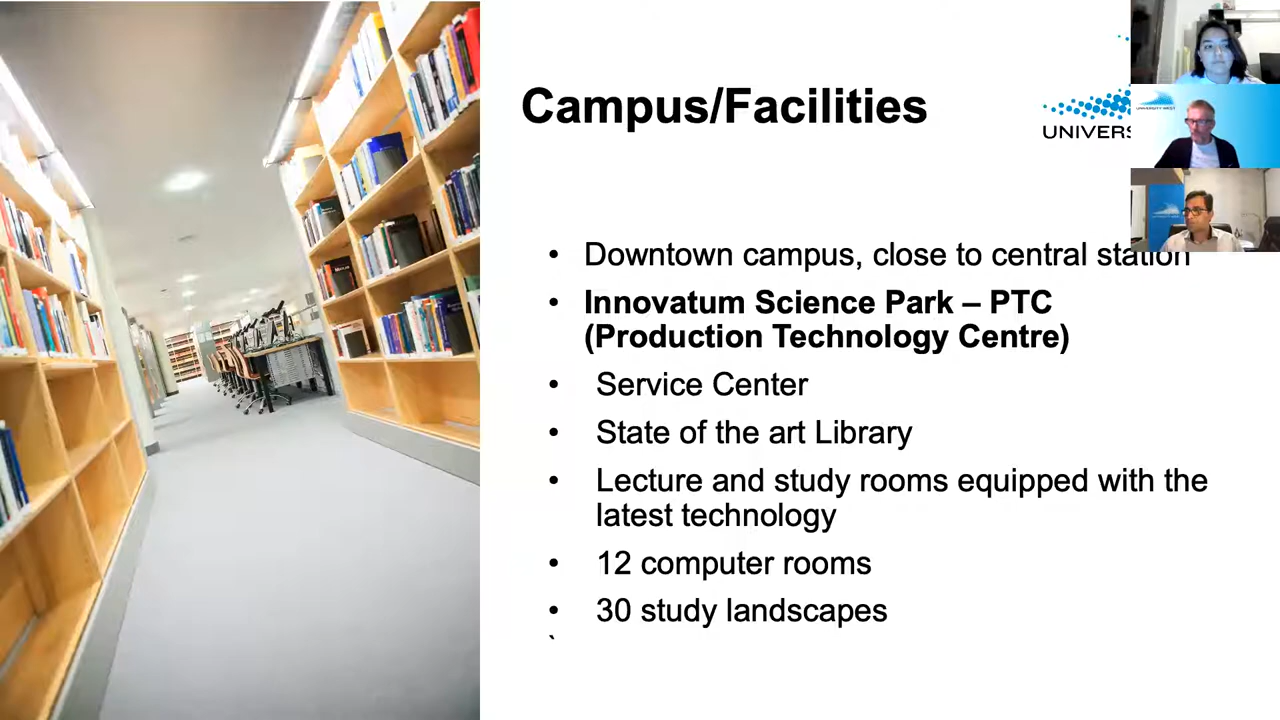 Campus/Facilities
UNIVERS
UNIVERSITY WEST
• Downtown campus, close to central station
• Innovatum Science Park – PTC
(Production Technology Centre)
• Service Center
• State of the art Library
• Lecture and study rooms equipped with the
latest technology
• 12 computer rooms
• 30 study landscapes
`